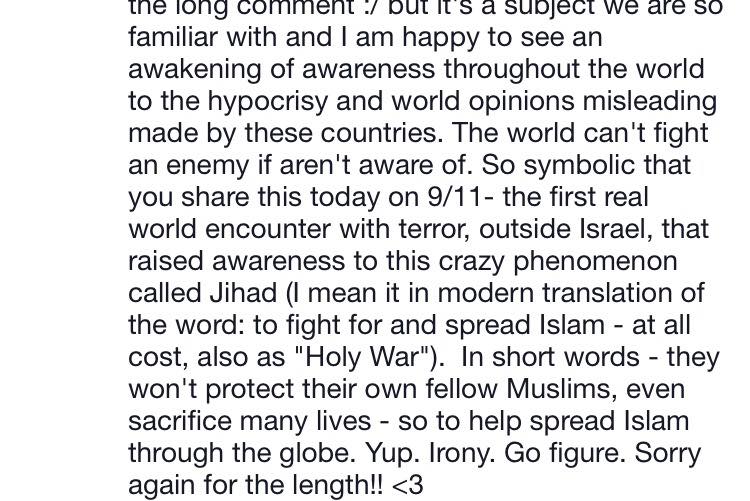 the long comment :/ but it's a subject we are so
familiar with and I am happy to see an
awakening of awareness throughout the world
to the hypocrisy and world opinions misleading
made by these countries. The world can't fight
an enemy if aren't aware of. So symbolic that
you share this today on 9/11- the first real
world encounter with terror, outside Israel, that
raised awareness to this crazy phenomenon
called Jihad (I mean it in modern translation of
the word: to fight for and spread Islam - at all
cost, also as "Holy War").  In short words - they
won't protect their own fellow Muslims, even
sacrifice many lives - so to help spread Islam
through the globe. Yup. Irony. Go figure. Sorry
again for the length!! <3